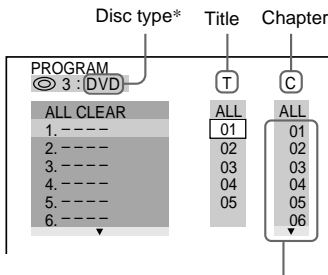 Disc type* Title Chapter
PROGRAM
3 : DVD T C
ALL CLEAR ALL ALL
1. – – – – 01 01
2. – – – – 02 02
3. – – – – 03 03
4. – – – – 04 04
5. – – – – 05 05
6. – – – – 06